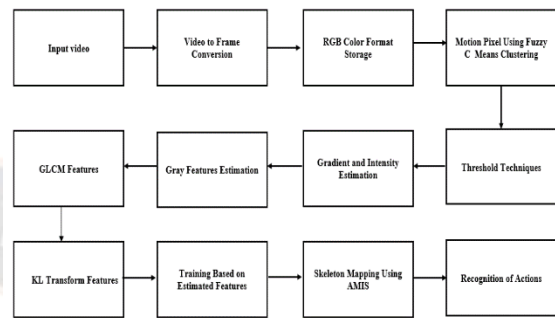 Input video
Video to Frame
Conversion
RGB Color Format
Storage
Motion Pixel Using Fuzzy
C Means Clustering
Threshold Techniques
Gradient and Intensity
Estimation
Gray Features Estimation
GLCM Features
KL Transform Features
Training Based on
Estimated Features
Skeleton Mapping Using
AMIS
Recognition of Actions